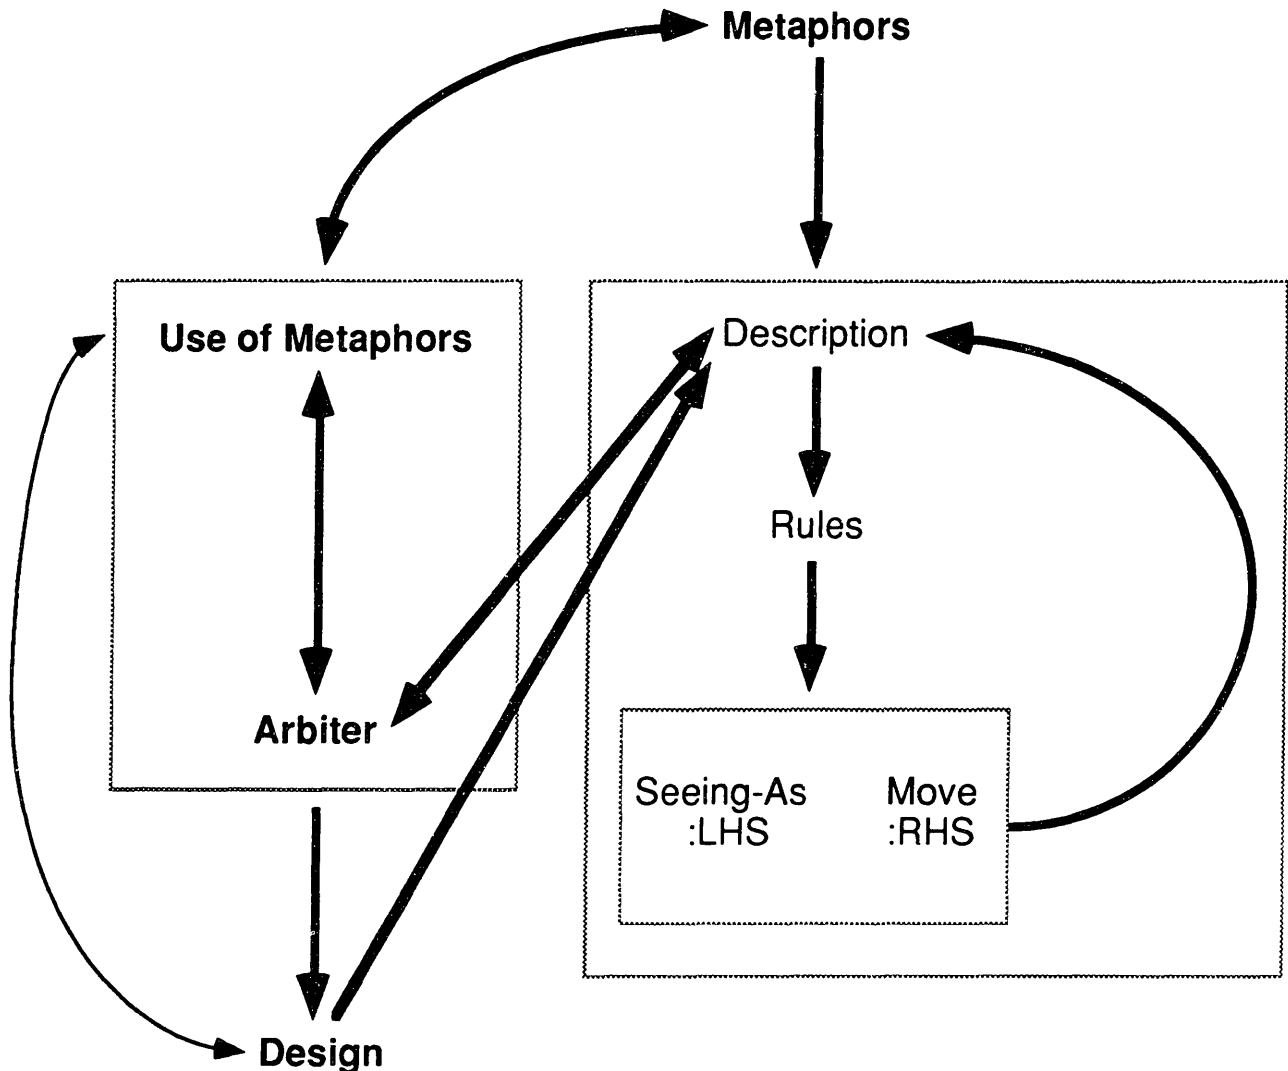 Metaphors
Use of Metaphors
Description
Rules
Arbiter
Seeing-As
:LHS
Move
:RHS
Design